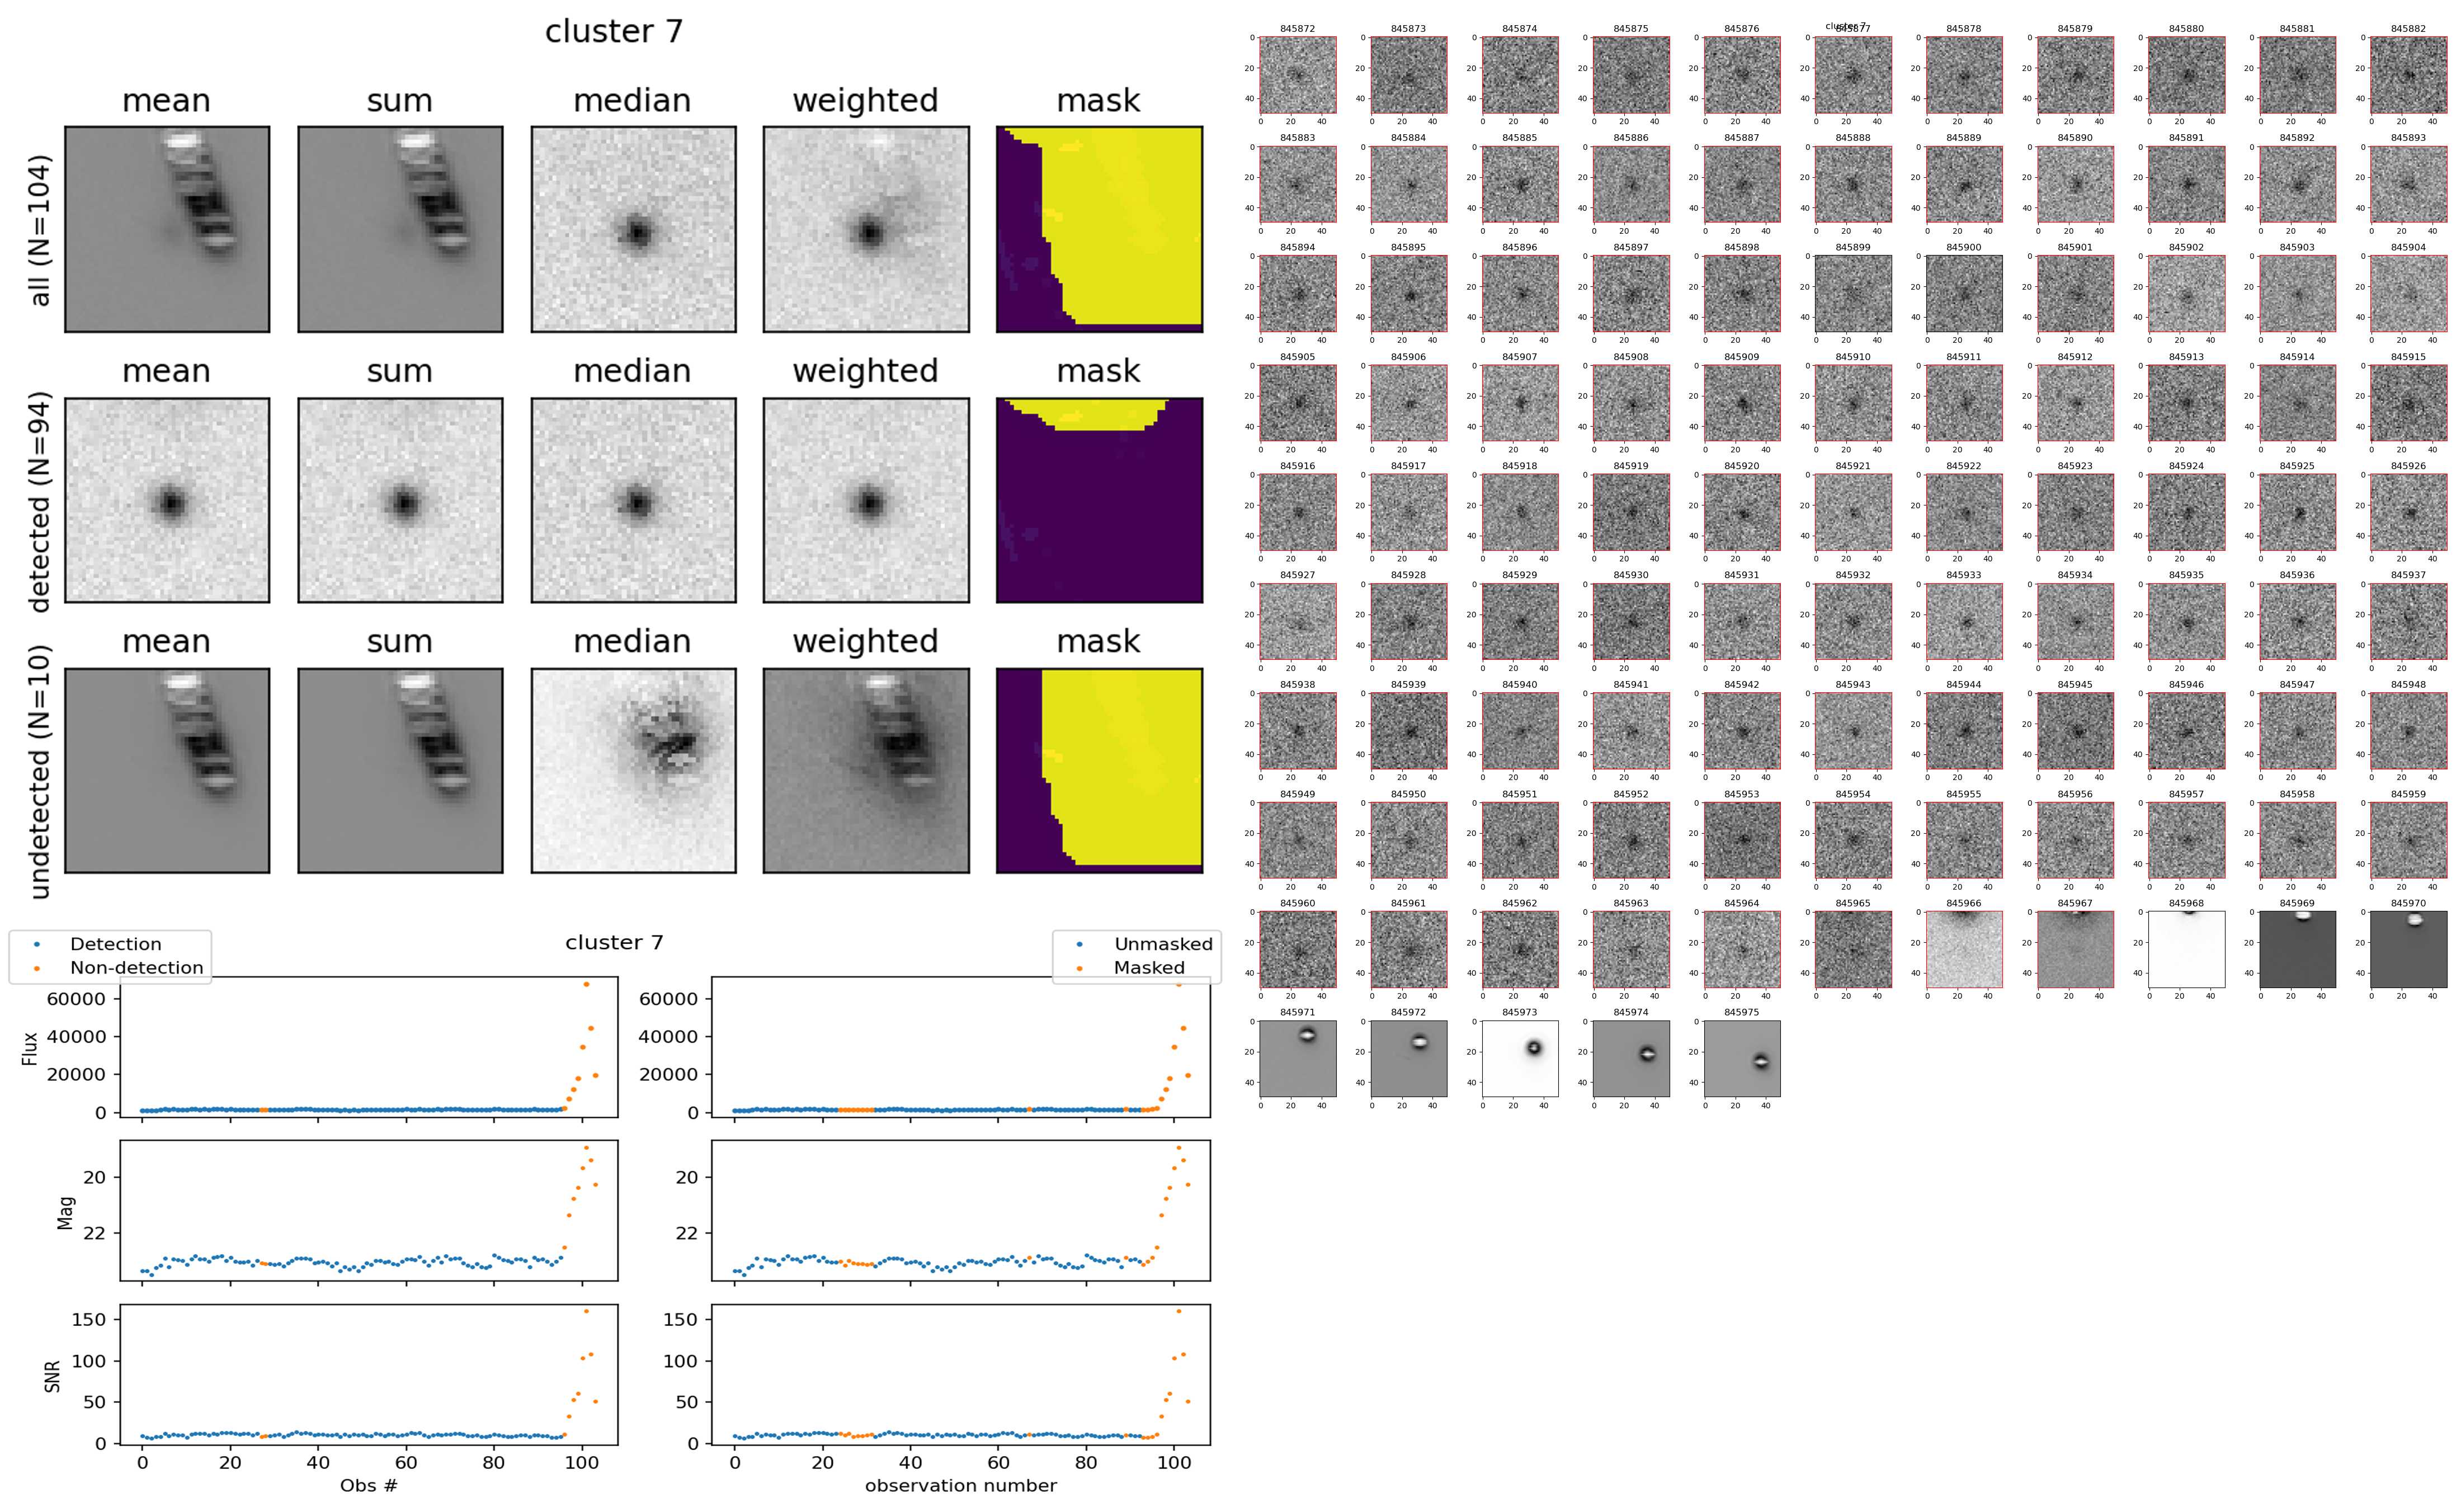 cluster 7
mean sum median weighted mask
all (N=104)
mean sum median weighted mask
detected (N=94)
mean sum median weighted mask
undetected (N=10)
cluster 7
Detection
Non-detection
Unmasked
Masked
Flux
60000
40000
20000
0
60000
40000
20000
0
Mag
20
22
20
22
SNR
150
100
50
0
0 20 40 60 80 100
Obs #
150
100
50
0
0 20 40 60 80 100
observation number
cluster 7
845872 845873 845874 845875 845876 845877 845878 845879 845880 845881 845882
845883 845884 845885 845886 845887 845888 845889 845890 845891 845892 845893
845894 845895 845896 845897 845898 845899 845900 845901 845902 845903 845904
845905 845906 845907 845908 845909 845910 845911 845912 845913 845914 845915
845916 845917 845918 845919 845920 845921 845922 845923 845924 845925 845926
845927 845928 845929 845930 845931 845932 845933 845934 845935 845936 845937
845938 845939 845940 845941 845942 845943 845944 845945 845946 845947 845948
845949 845950 845951 845952 845953 845954 845955 845956 845957 845958 845959
845960 845961 845962 845963 845964 845965 845966 845967 845968 845969 845970
845971 845972 845973 845974 845975